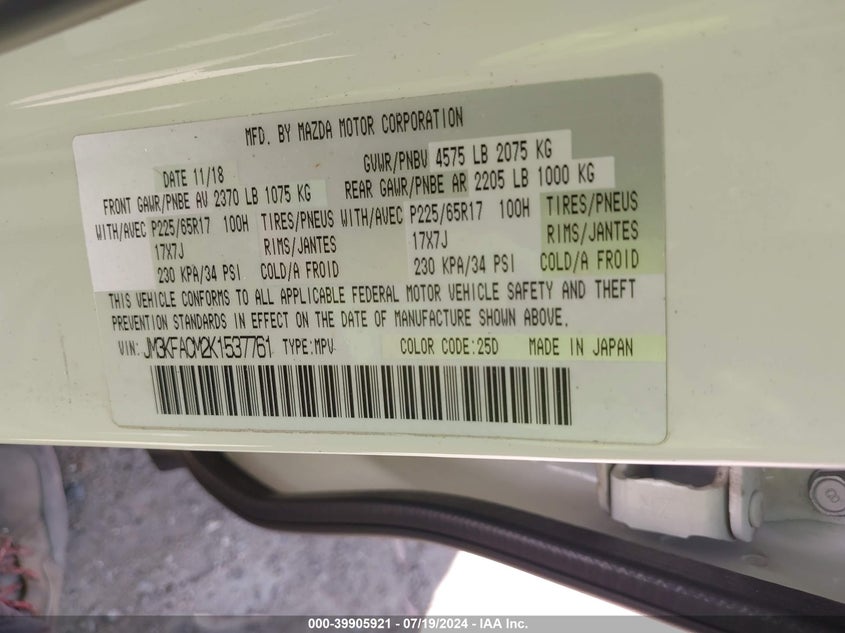 MFD. BY MAZDA MOTOR CORPORATION
DATE 11/18 GVWR/PNBV 4575 LB 2075 KG
FRONT GAWR/PNBE AV 2370 LB 1075 KG REAR GAWR/PNBE AR 2205 LB 1000 KG
WITH/AVEC P225/65R17 100H TIRES/PNEUS WITH/AVEC P225/65R17 100H TIRES/PNEUS
17X7J RIMS/JANTES 17X7J RIMS/JANTES
230 KPA/34 PSI COLD/A FROID 230 KPA/34 PSI COLD/A FROID
THIS VEHICLE CONFORMS TO ALL APPLICABLE FEDERAL MOTOR VEHICLE SAFETY AND THEFT
PREVENTION STANDARDS IN EFFECT ON THE DATE OF MANUFACTURE SHOWN ABOVE.
VIN: JM3KFACM2K1537761 TYPE:MPV COLOR CODE:25D MADE IN JAPAN
000-39905921 - 07/19/2024 - IAA Inc.